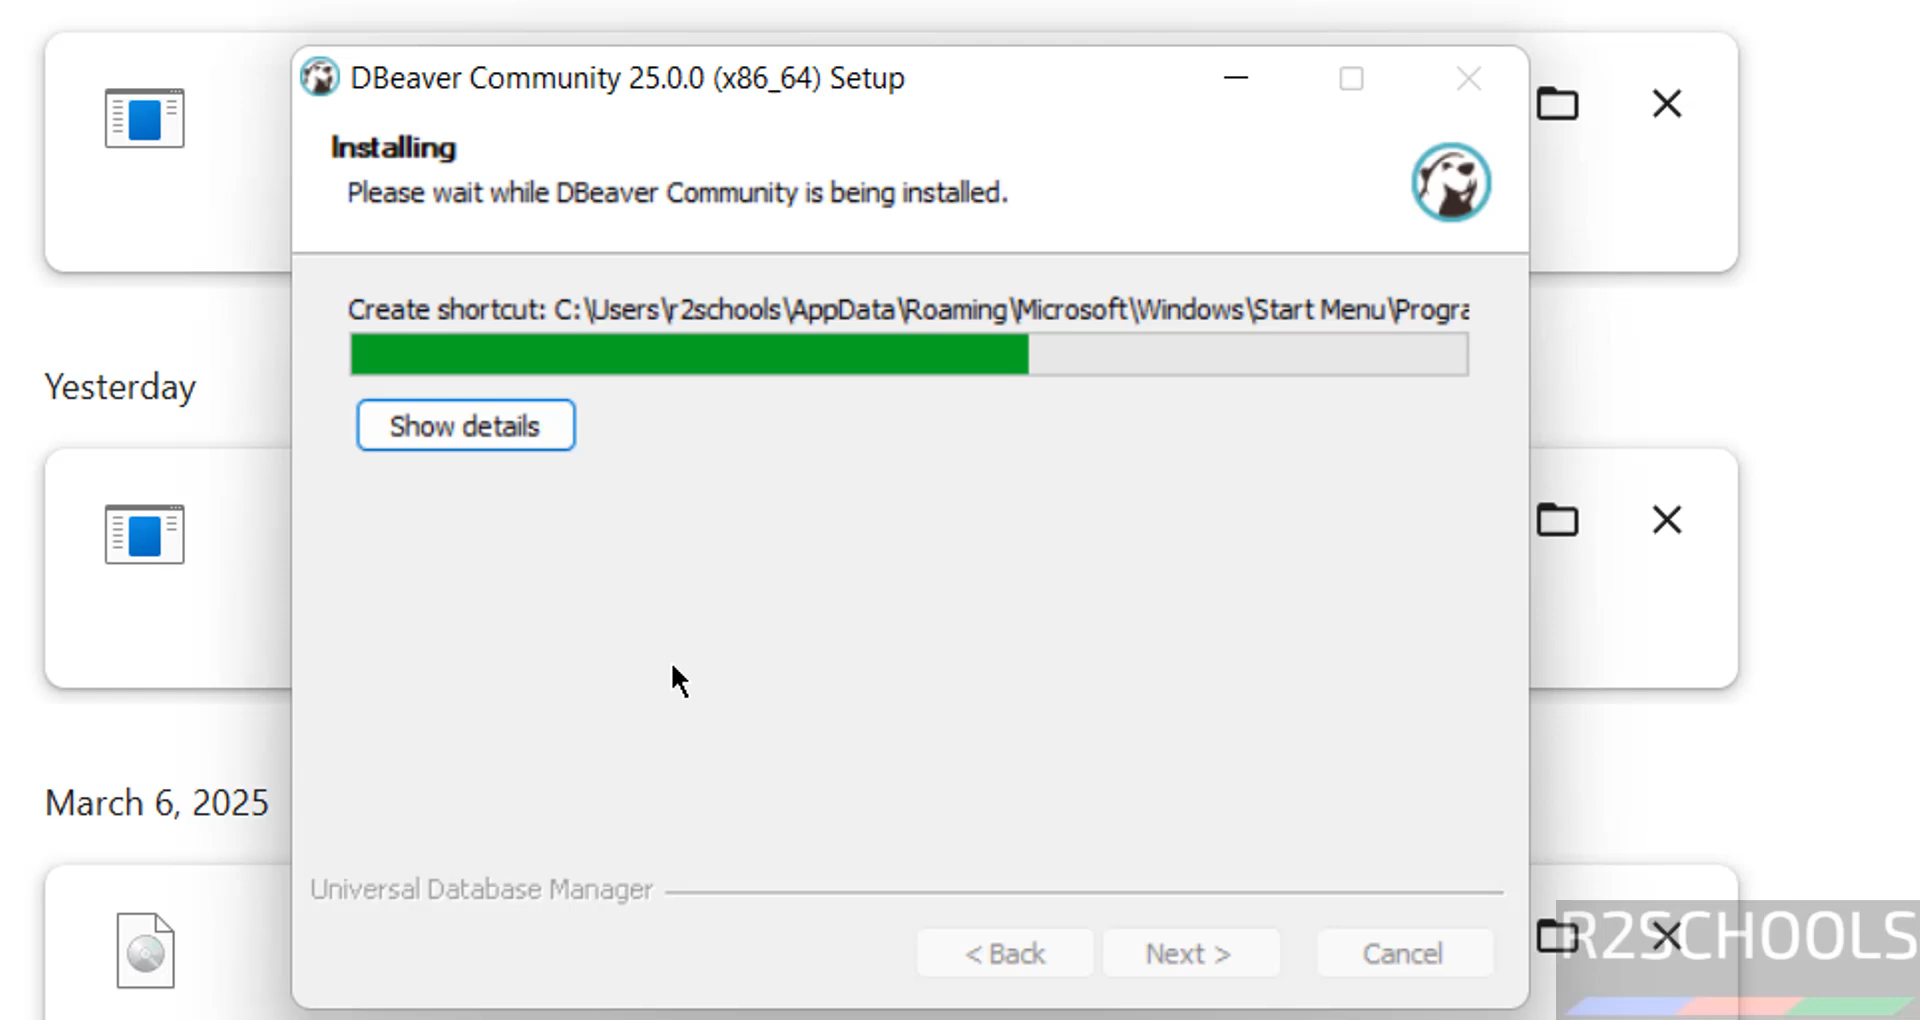 DBeaver Community 25.0.0 (x86_64) Setup
Installing
Please wait while DBeaver Community is being installed.
Create shortcut: C:\Users\r2schools\AppData\Roaming\Microsoft\Windows\Start Menu\Progra
Yesterday
Show details
March 6, 2025
Universal Database Manager
< Back Next > Cancel
R2SCHOOLS